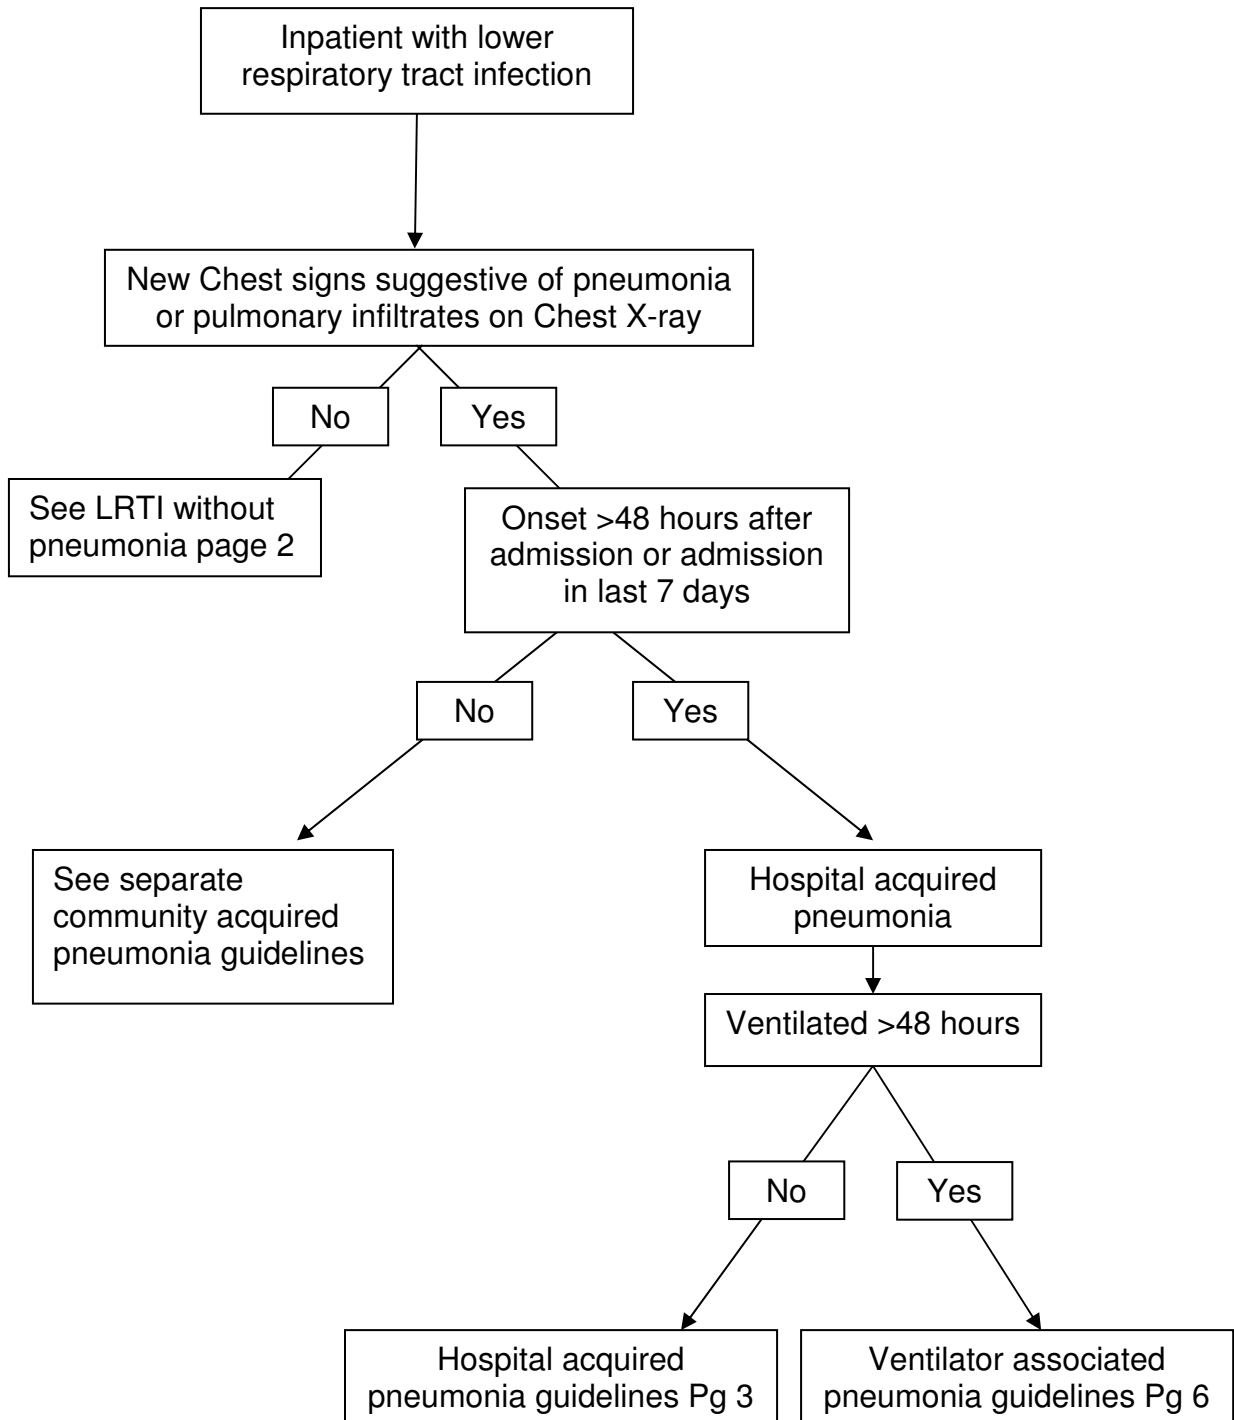 Inpatient with lower
respiratory tract infection
New Chest signs suggestive of pneumonia
or pulmonary infiltrates on Chest X-ray
No
Yes
See LRTI without
pneumonia page 2
Onset >48 hours after
admission or admission
in last 7 days
No
Yes
See separate
community acquired
pneumonia guidelines
Hospital acquired
pneumonia
Ventilated >48 hours
No
Yes
Hospital acquired
pneumonia guidelines Pg 3
Ventilator associated
pneumonia guidelines Pg 6